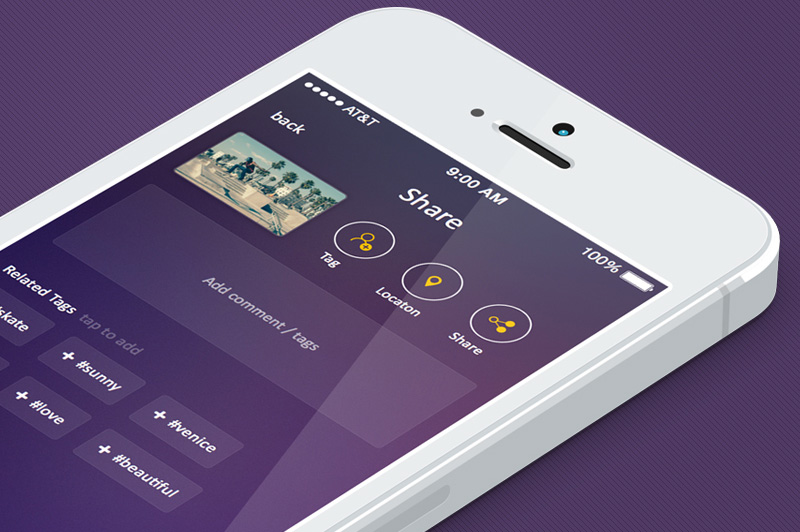 AT&T
9:00 AM
100%
back
Share
Tag
Locaton
Share
Add comment / tags
Related Tags tap to add
#skate
+ #sunny
+ #venice
+ #love
+ #beautiful